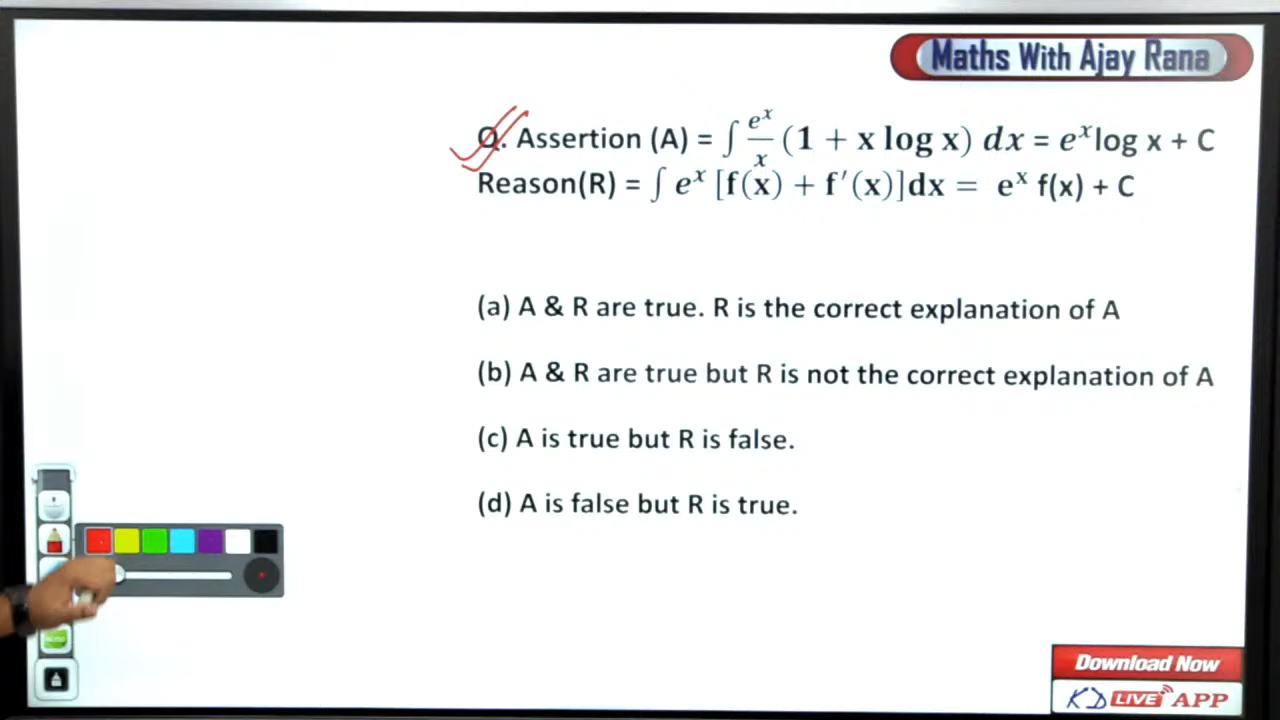 Maths With Ajay Rana
Q. Assertion (A) = ∫ eˣ/x (1 + x log x) dx = eˣlog x + C
Reason(R) = ∫ eˣ [f(x) + f′(x)]dx = eˣ f(x) + C
(a) A & R are true. R is the correct explanation of A
(b) A & R are true but R is not the correct explanation of A
(c) A is true but R is false.
(d) A is false but R is true.
Download Now
KD LIVE APP